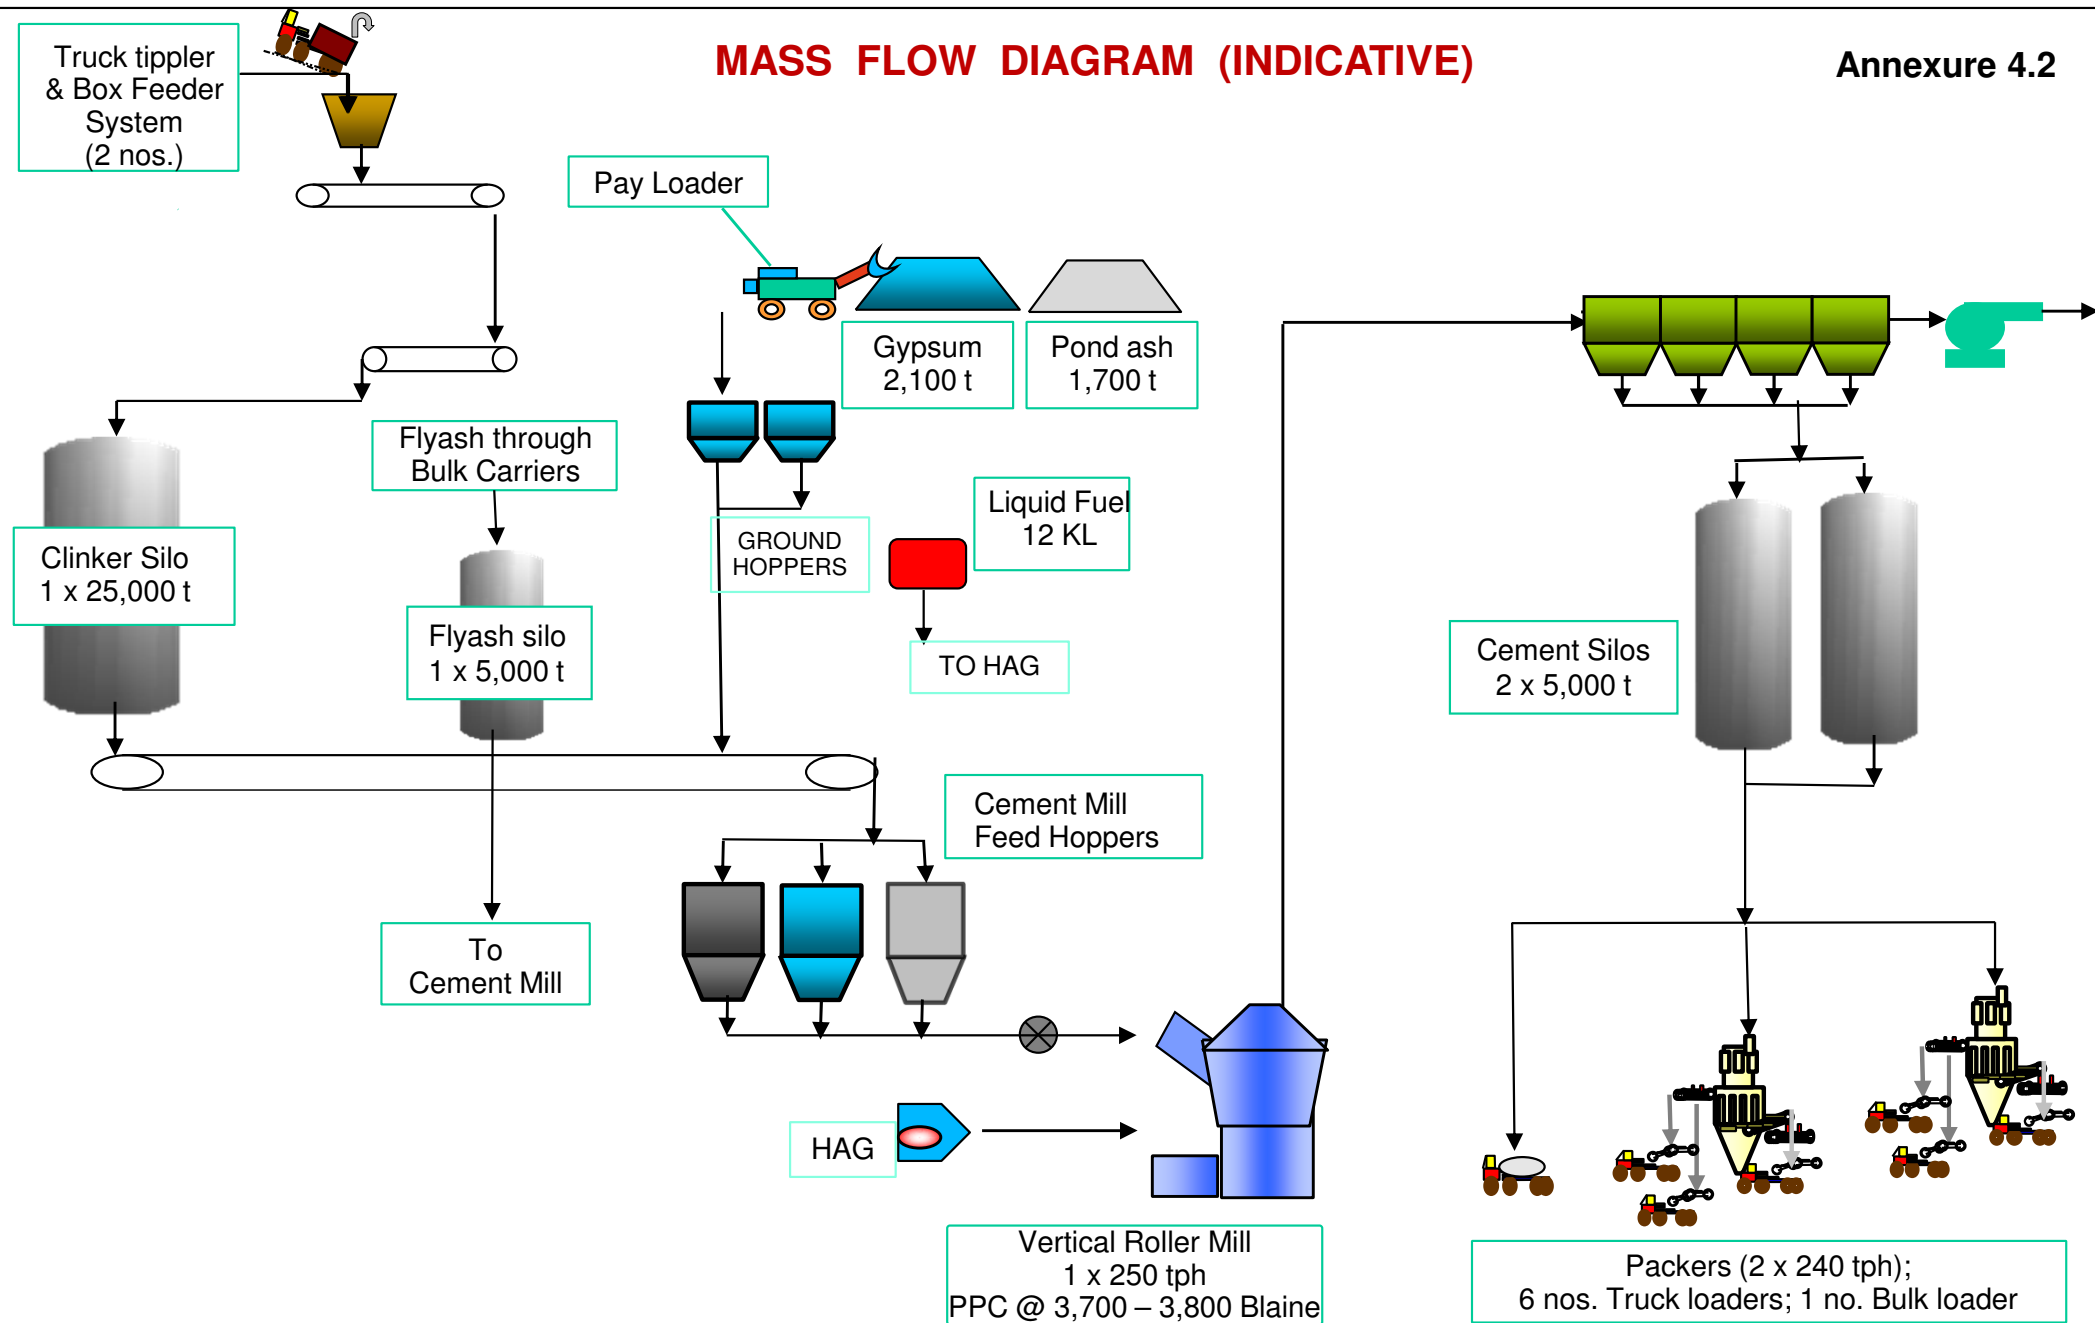 MASS FLOW DIAGRAM (INDICATIVE)
Annexure 4.2
Truck tippler
& Box Feeder
System
(2 nos.)
Pay Loader
Gypsum
2,100 t
Pond ash
1,700 t
Flyash through
Bulk Carriers
Liquid Fuel
12 KL
GROUND
HOPPERS
Clinker Silo
1 x 25,000 t
Flyash silo
1 x 5,000 t
TO HAG
Cement Silos
2 x 5,000 t
Cement Mill
Feed Hoppers
To
Cement Mill
HAG
Vertical Roller Mill
1 x 250 tph
PPC @ 3,700 – 3,800 Blaine
Packers (2 x 240 tph);
6 nos. Truck loaders; 1 no. Bulk loader